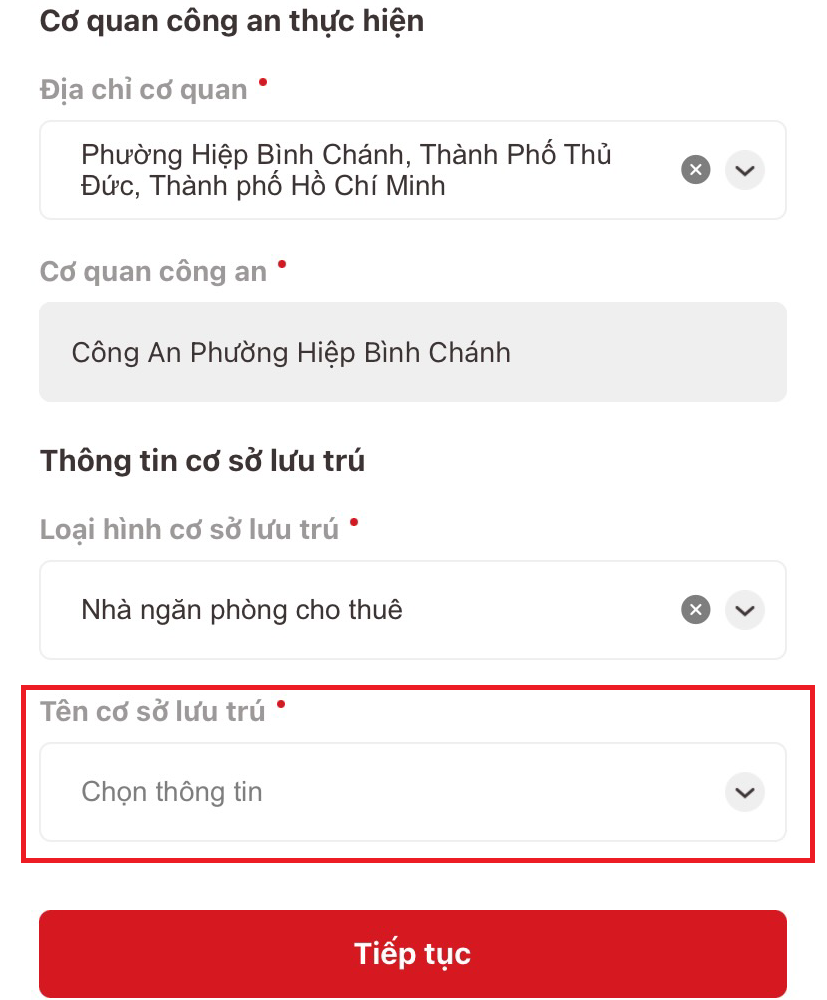 Cơ quan công an thực hiện
Địa chỉ cơ quan
Phường Hiệp Bình Chánh, Thành Phố Thủ
Đức, Thành phố Hồ Chí Minh
Cơ quan công an
Công An Phường Hiệp Bình Chánh
Thông tin cơ sở lưu trú
Loại hình cơ sở lưu trú
Nhà ngăn phòng cho thuê
Tên cơ sở lưu trú
Chọn thông tin
Tiếp tục